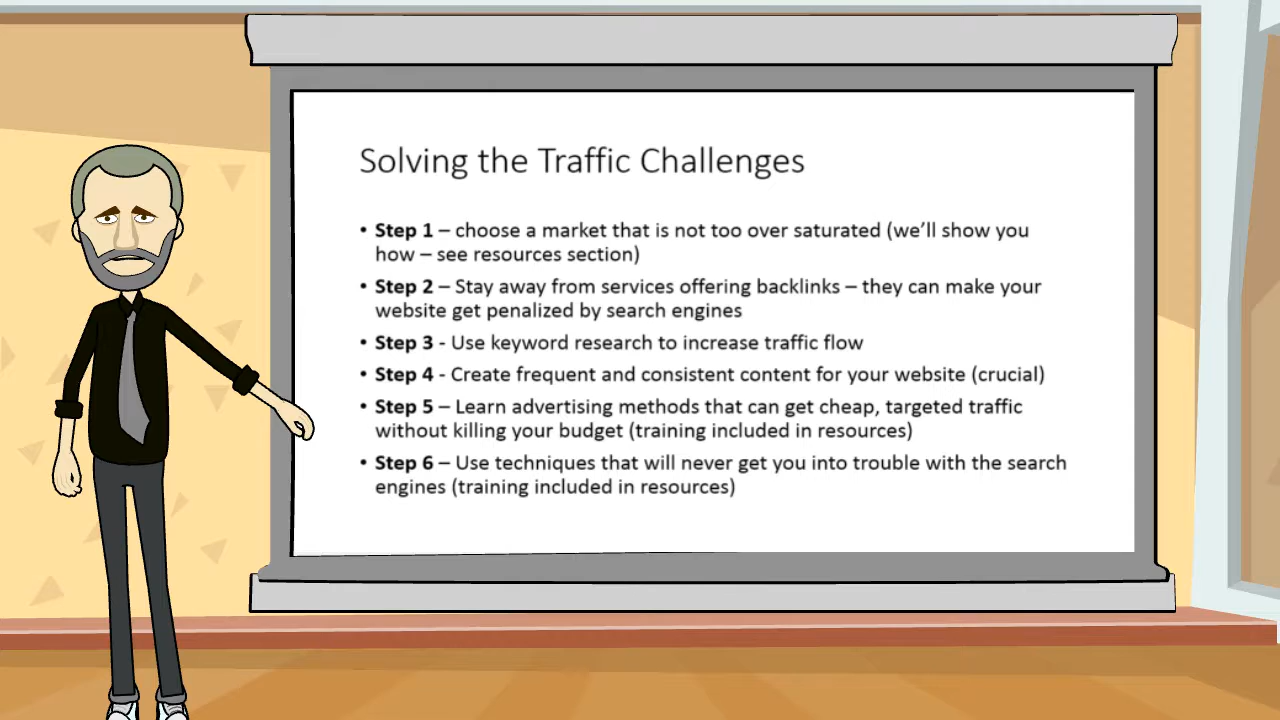 Solving the Traffic Challenges
• Step 1 – choose a market that is not too over saturated (we’ll show you
how – see resources section)
• Step 2 – Stay away from services offering backlinks – they can make your
website get penalized by search engines
• Step 3 - Use keyword research to increase traffic flow
• Step 4 - Create frequent and consistent content for your website (crucial)
• Step 5 – Learn advertising methods that can get cheap, targeted traffic
without killing your budget (training included in resources)
• Step 6 – Use techniques that will never get you into trouble with the search
engines (training included in resources)